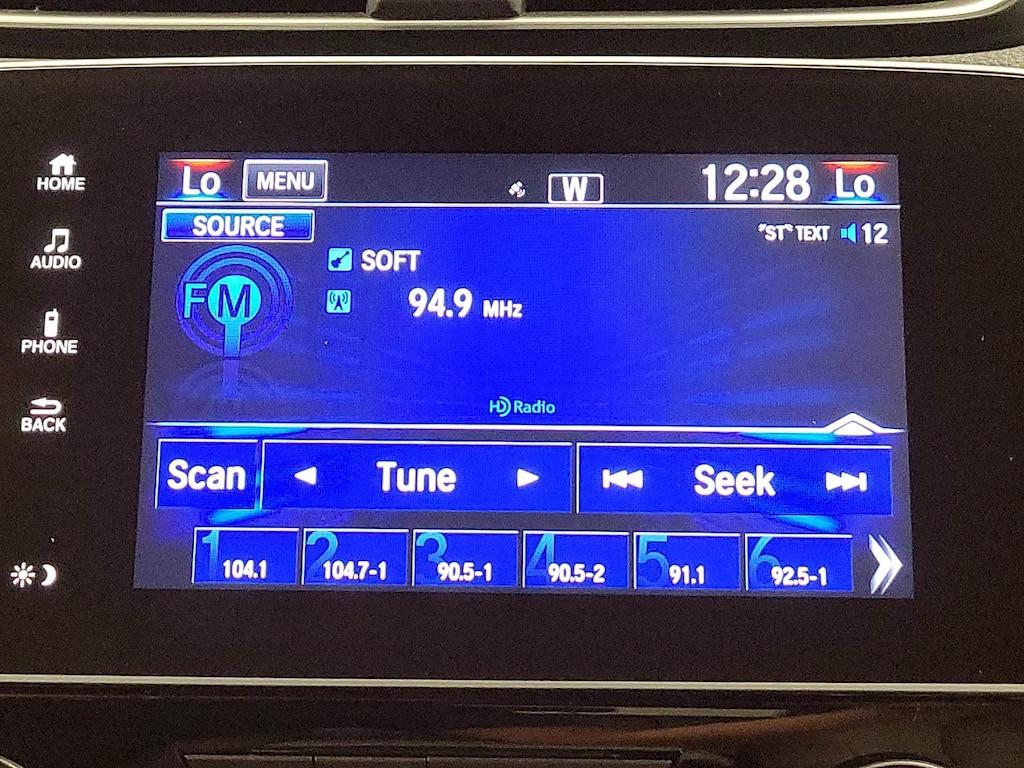 HOME
AUDIO
PHONE
BACK
Lo MENU W 12:28 Lo
SOURCE "ST" TEXT 12
FM SOFT
94.9 MHz
HD Radio
Scan Tune Seek
1 104.1 2 104.7-1 3 90.5-1 4 90.5-2 5 91.1 6 92.5-1